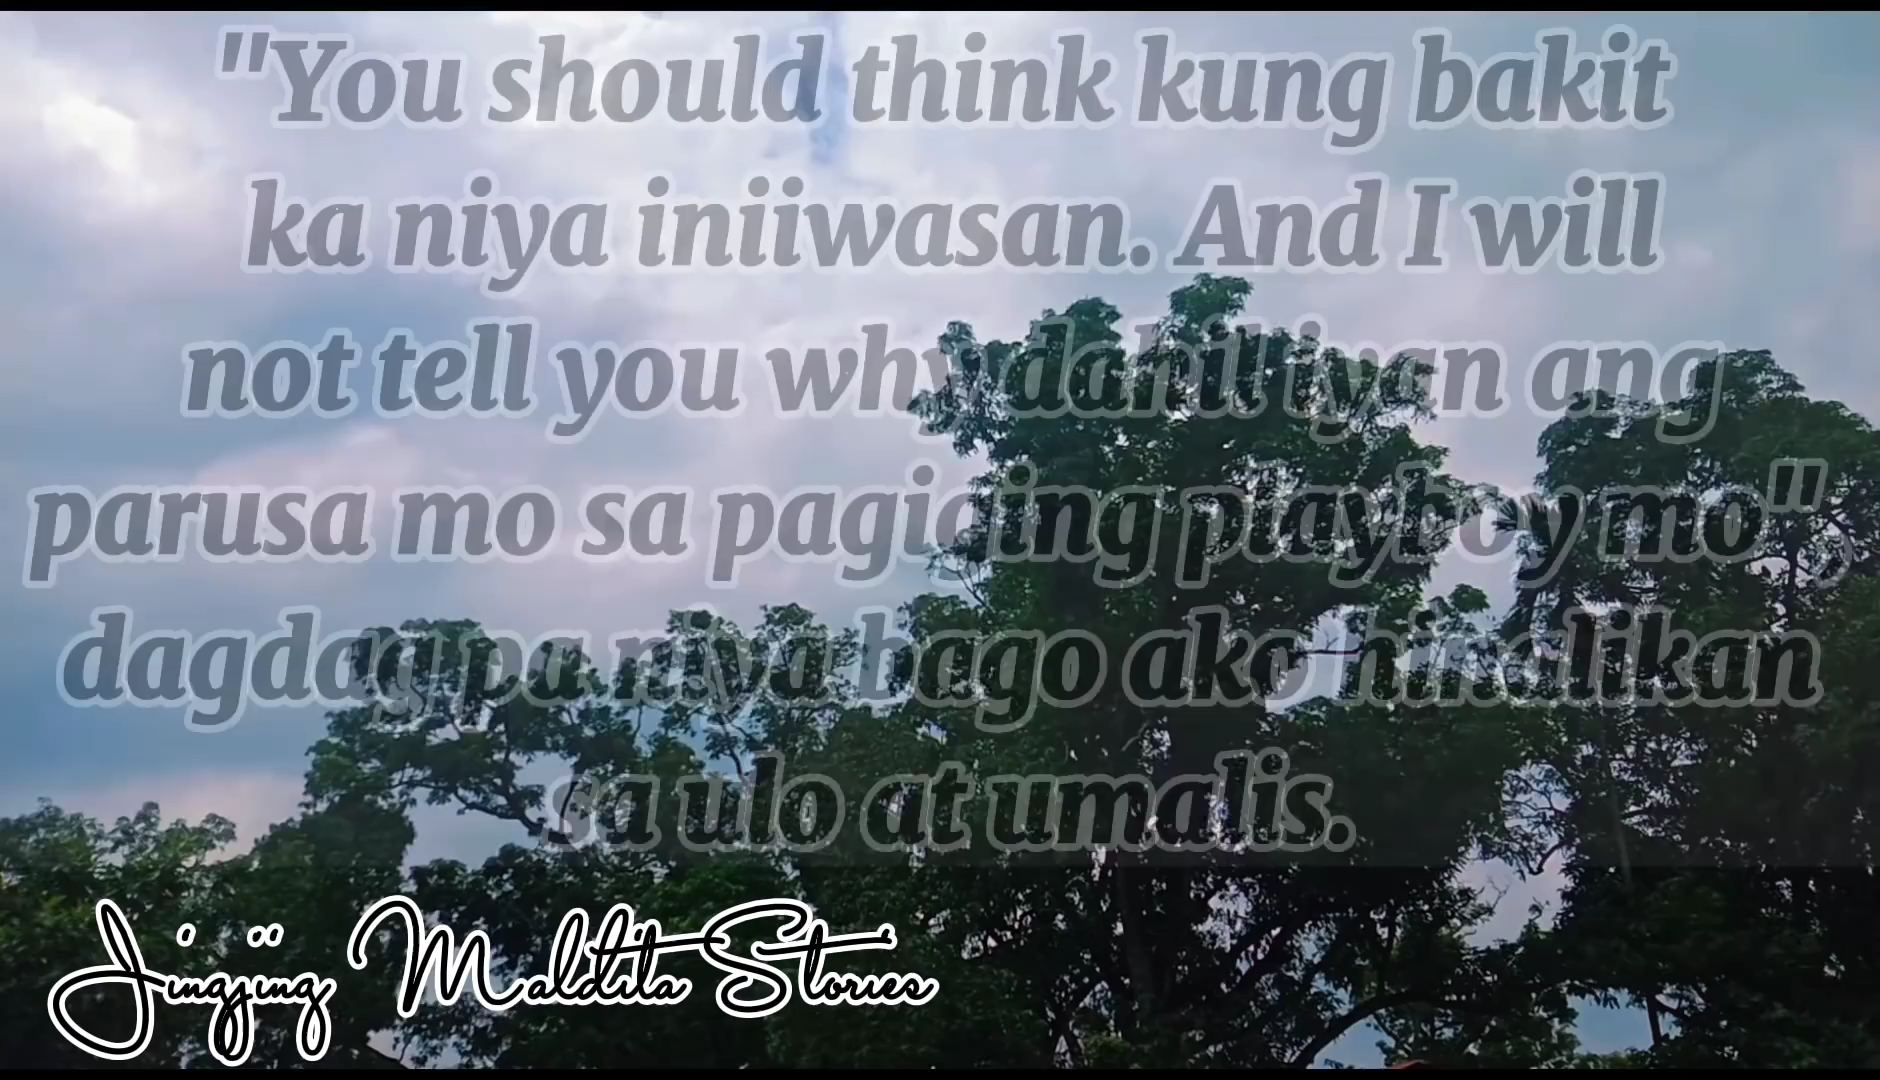 "You should think kung bakit
ka niya iniiwasan. And I will
not tell you why dahil iyan ang
parusa mo sa pagiging playboy mo"
dagdag pa niya bago ako hinalikan
sa ulo at umalis.
Jingjing Maldita Stories